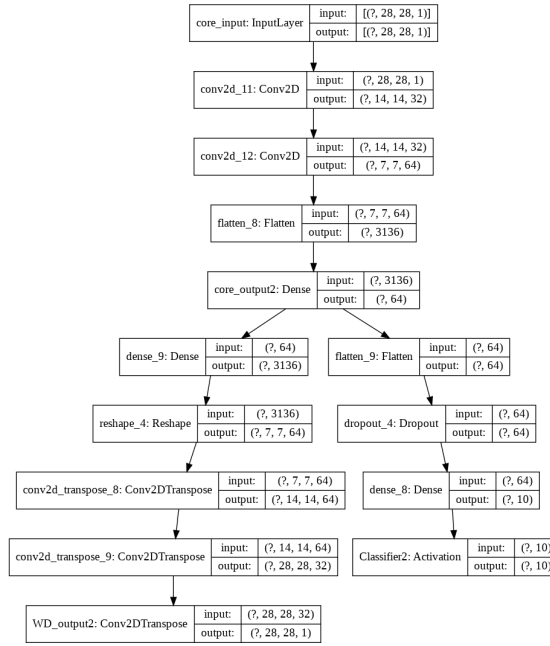 core_input: InputLayer
input: [(?, 28, 28, 1)]
output: [(?, 28, 28, 1)]
conv2d_11: Conv2D
input: (?, 28, 28, 1)
output: (?, 14, 14, 32)
conv2d_12: Conv2D
input: (?, 14, 14, 32)
output: (?, 7, 7, 64)
flatten_8: Flatten
input: (?, 7, 7, 64)
output: (?, 3136)
core_output2: Dense
input: (?, 3136)
output: (?, 64)
dense_9: Dense
input: (?, 64)
output: (?, 3136)
flatten_9: Flatten
input: (?, 64)
output: (?, 64)
reshape_4: Reshape
input: (?, 3136)
output: (?, 7, 7, 64)
dropout_4: Dropout
input: (?, 64)
output: (?, 64)
conv2d_transpose_8: Conv2DTranspose
input: (?, 7, 7, 64)
output: (?, 14, 14, 64)
dense_8: Dense
input: (?, 64)
output: (?, 10)
conv2d_transpose_9: Conv2DTranspose
input: (?, 14, 14, 64)
output: (?, 28, 28, 32)
Classifier2: Activation
input: (?, 10)
output: (?, 10)
WD_output2: Conv2DTranspose
input: (?, 28, 28, 32)
output: (?, 28, 28, 1)